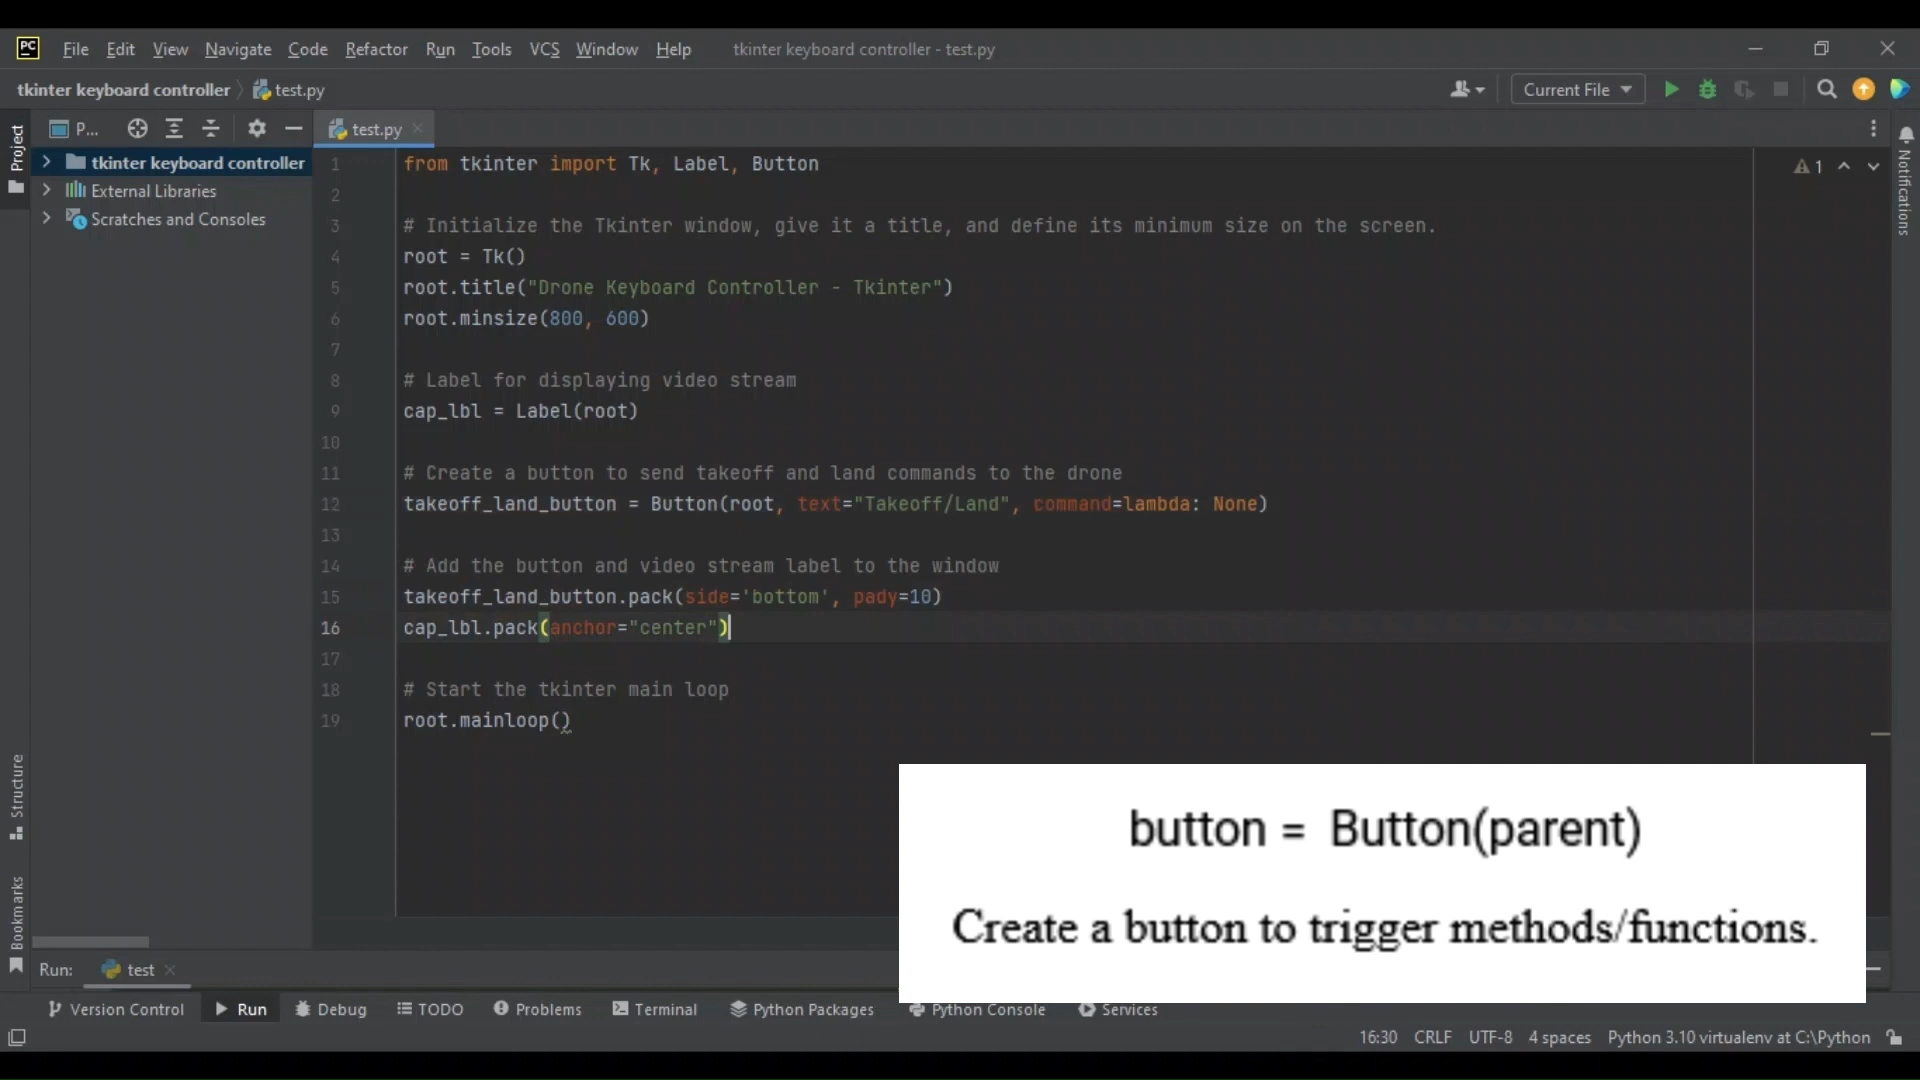 PC File Edit View Navigate Code Refactor Run Tools VCS Window Help tkinter keyboard controller - test.py
tkinter keyboard controller test.py Current File
Project P... test.py
tkinter keyboard controller
External Libraries
Scratches and Consoles
1 from tkinter import Tk, Label, Button
2
3 # Initialize the Tkinter window, give it a title, and define its minimum size on the screen.
4 root = Tk()
5 root.title("Drone Keyboard Controller - Tkinter")
6 root.minsize(800, 600)
7
8 # Label for displaying video stream
9 cap_lbl = Label(root)
10
11 # Create a button to send takeoff and land commands to the drone
12 takeoff_land_button = Button(root, text="Takeoff/Land", command=lambda: None)
13
14 # Add the button and video stream label to the window
15 takeoff_land_button.pack(side='bottom', pady=10)
16 cap_lbl.pack(anchor="center")
17
18 # Start the tkinter main loop
19 root.mainloop()
1
Notifications
Structure
Bookmarks
button = Button(parent)
Create a button to trigger methods/functions.
Run: test
Version Control Run Debug TODO Problems Terminal Python Packages Python Console Services
16:30 CRLF UTF-8 4 spaces Python 3.10 virtualenv at C:\Python